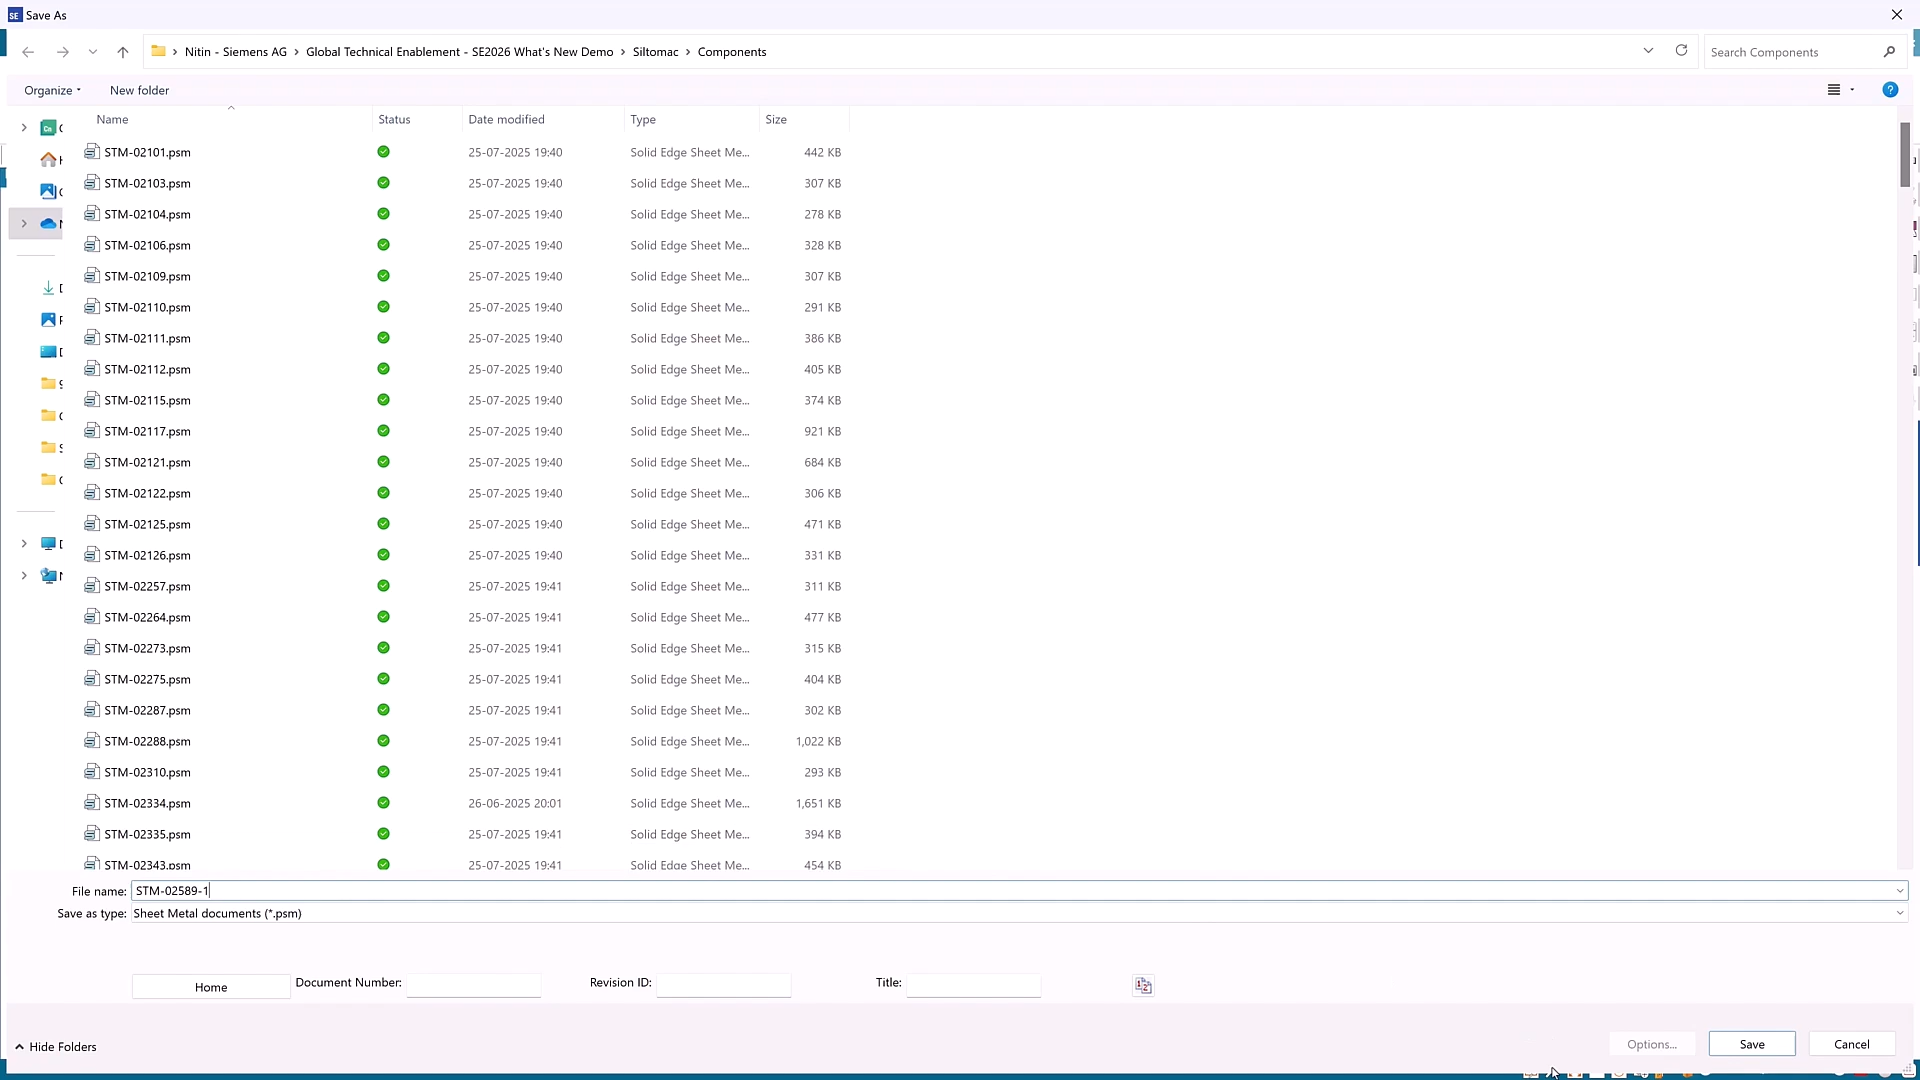 SE Save As
Nitin - Siemens AG > Global Technical Enablement - SE2026 What's New Demo > Siltomac > Components
Search Components
Organize
New folder
Name Status Date modified Type Size
STM-02101.psm 25-07-2025 19:40 Solid Edge Sheet Me... 442 KB
STM-02103.psm 25-07-2025 19:40 Solid Edge Sheet Me... 307 KB
STM-02104.psm 25-07-2025 19:40 Solid Edge Sheet Me... 278 KB
STM-02106.psm 25-07-2025 19:40 Solid Edge Sheet Me... 328 KB
STM-02109.psm 25-07-2025 19:40 Solid Edge Sheet Me... 307 KB
STM-02110.psm 25-07-2025 19:40 Solid Edge Sheet Me... 291 KB
STM-02111.psm 25-07-2025 19:40 Solid Edge Sheet Me... 386 KB
STM-02112.psm 25-07-2025 19:40 Solid Edge Sheet Me... 405 KB
STM-02115.psm 25-07-2025 19:40 Solid Edge Sheet Me... 374 KB
STM-02117.psm 25-07-2025 19:40 Solid Edge Sheet Me... 921 KB
STM-02121.psm 25-07-2025 19:40 Solid Edge Sheet Me... 684 KB
STM-02122.psm 25-07-2025 19:40 Solid Edge Sheet Me... 306 KB
STM-02125.psm 25-07-2025 19:40 Solid Edge Sheet Me... 471 KB
STM-02126.psm 25-07-2025 19:40 Solid Edge Sheet Me... 331 KB
STM-02257.psm 25-07-2025 19:41 Solid Edge Sheet Me... 311 KB
STM-02264.psm 25-07-2025 19:41 Solid Edge Sheet Me... 477 KB
STM-02273.psm 25-07-2025 19:41 Solid Edge Sheet Me... 315 KB
STM-02275.psm 25-07-2025 19:41 Solid Edge Sheet Me... 404 KB
STM-02287.psm 25-07-2025 19:41 Solid Edge Sheet Me... 302 KB
STM-02288.psm 25-07-2025 19:41 Solid Edge Sheet Me... 1,022 KB
STM-02310.psm 25-07-2025 19:41 Solid Edge Sheet Me... 293 KB
STM-02334.psm 26-06-2025 20:01 Solid Edge Sheet Me... 1,651 KB
STM-02335.psm 25-07-2025 19:41 Solid Edge Sheet Me... 394 KB
STM-02343.psm 25-07-2025 19:41 Solid Edge Sheet Me... 454 KB
File name: STM-02589-1
Save as type: Sheet Metal documents (*.psm)
Home Document Number: Revision ID: Title:
Hide Folders
Options... Save Cancel